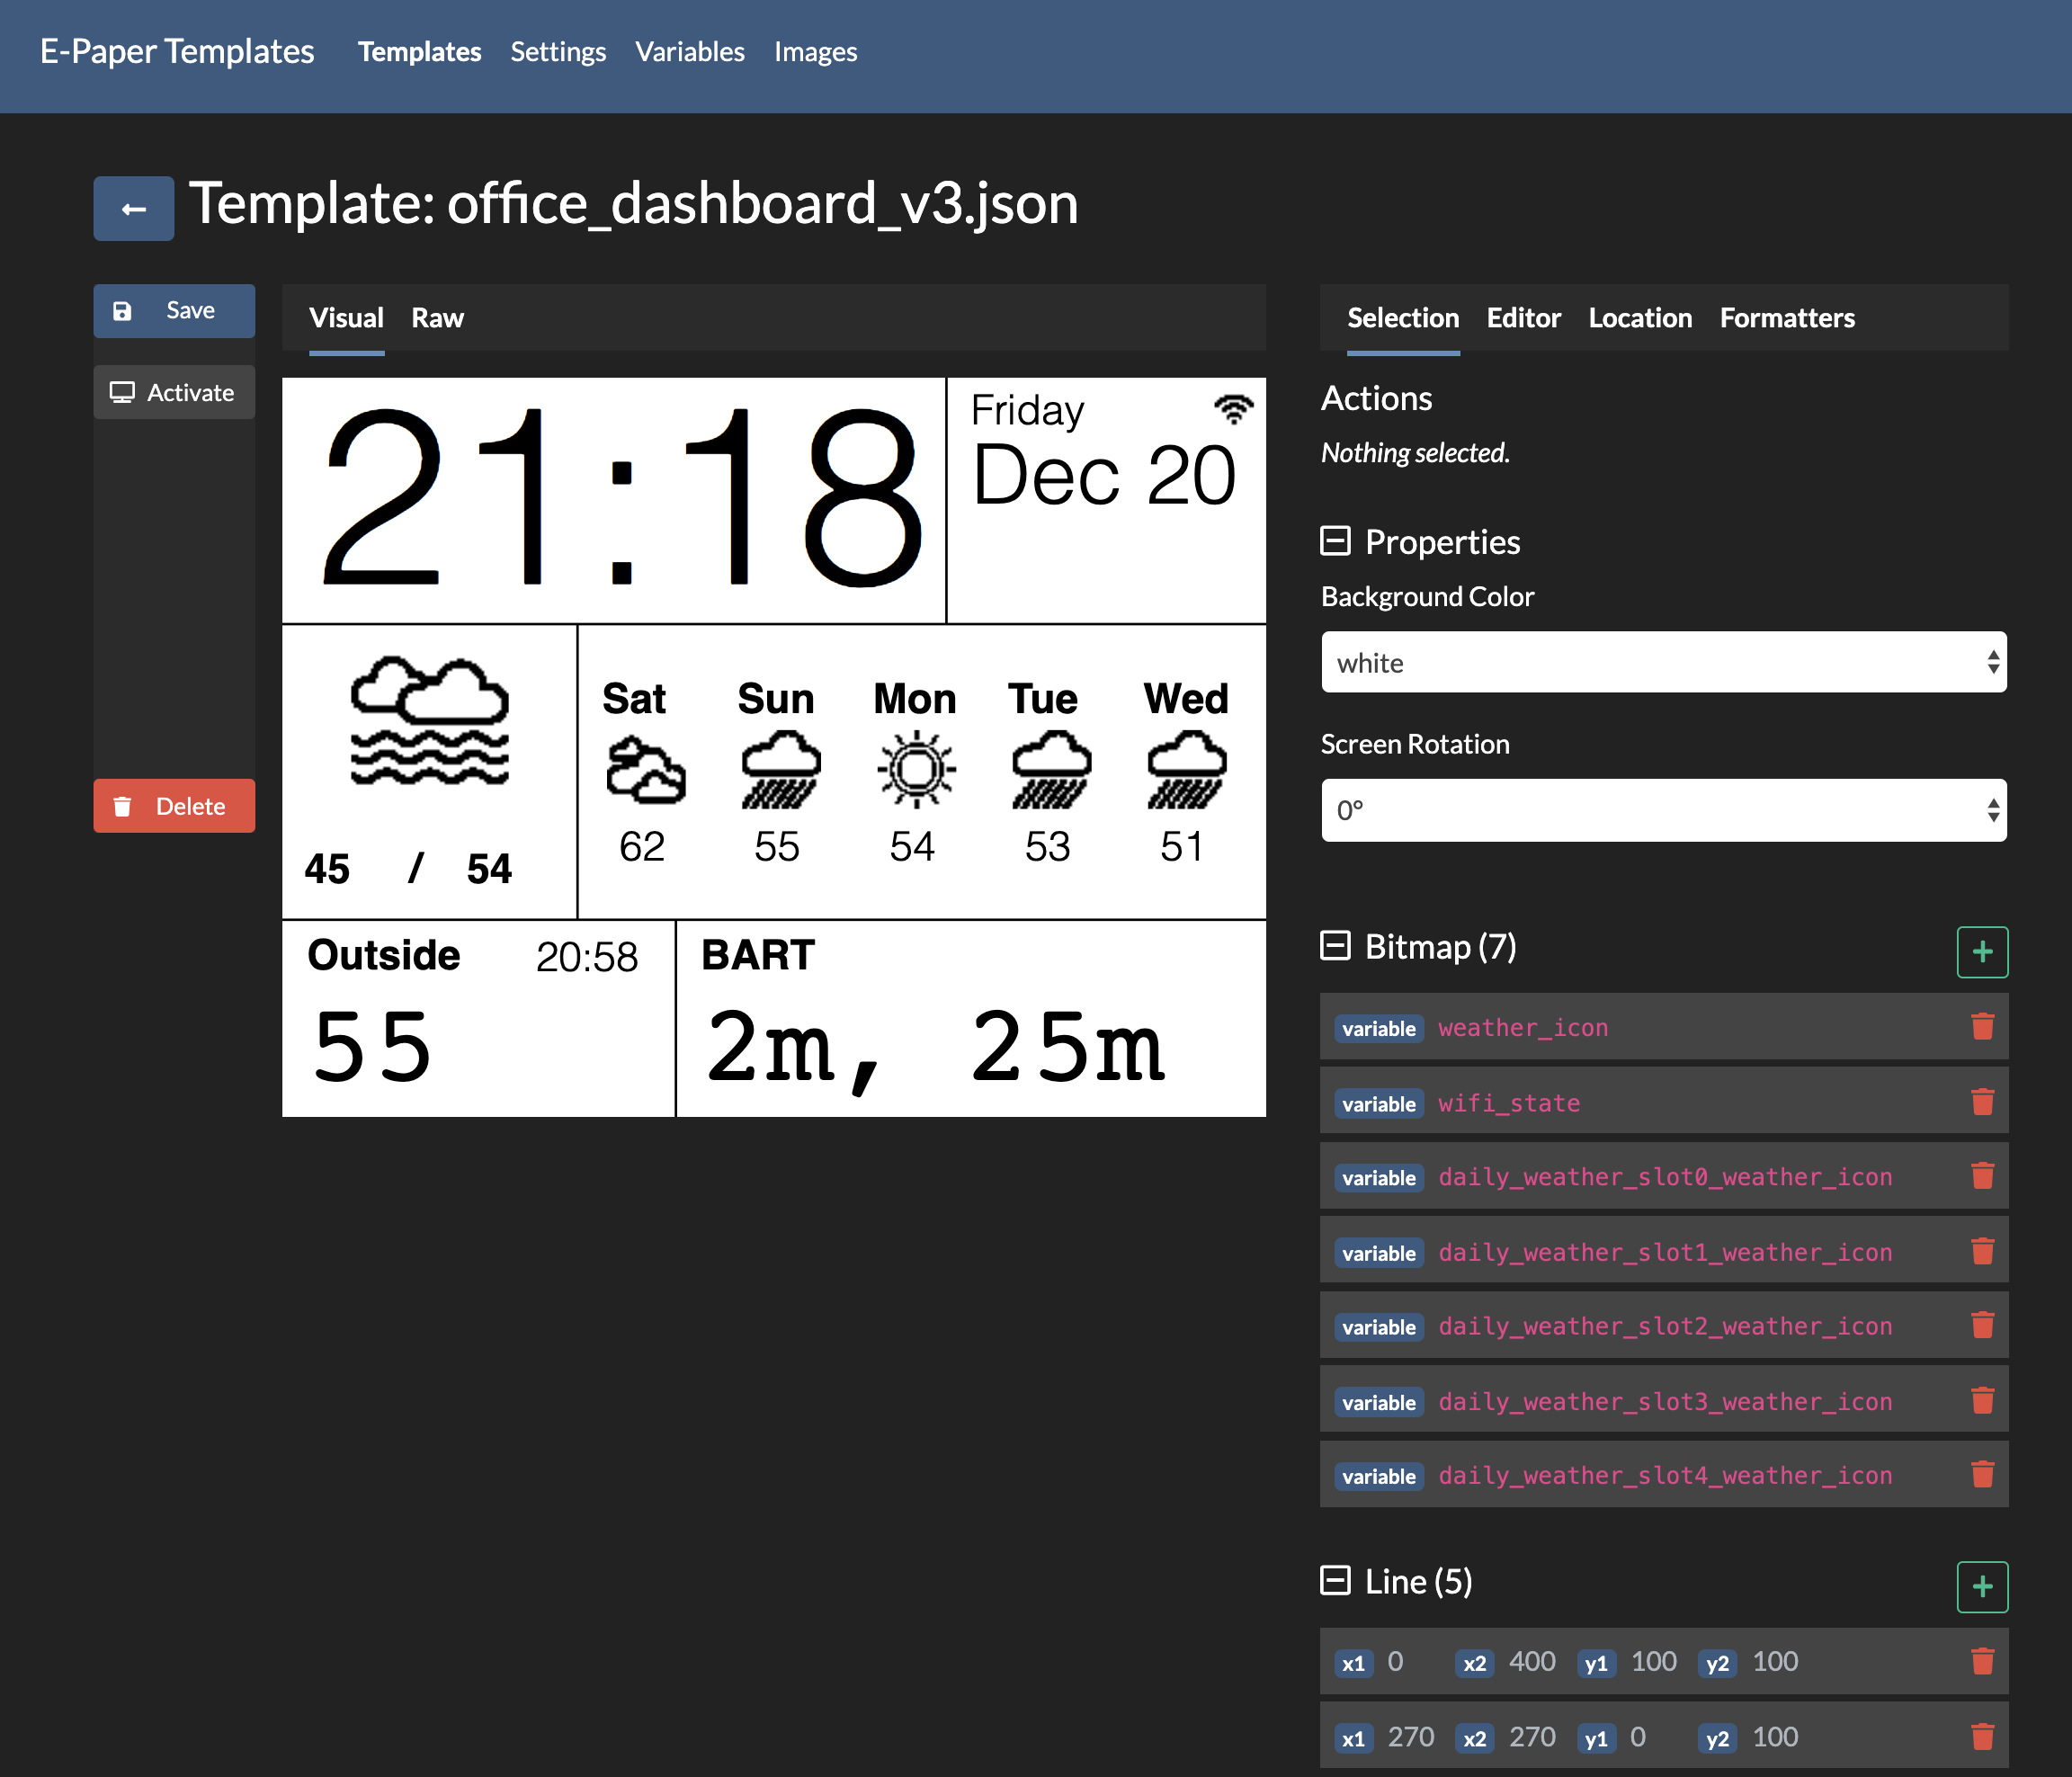 E-Paper Templates Templates Settings Variables Images
Template: office_dashboard_v3.json
Save
Activate
Delete
Visual Raw
21:18
Friday
Dec 20
Sat Sun Mon Tue Wed
62 55 54 53 51
45 / 54
Outside 20:58
55
BART
2m, 25m
Selection Editor Location Formatters
Actions
Nothing selected.
Properties
Background Color
white
Screen Rotation
0°
Bitmap (7)
variable weather_icon
variable wifi_state
variable daily_weather_slot0_weather_icon
variable daily_weather_slot1_weather_icon
variable daily_weather_slot2_weather_icon
variable daily_weather_slot3_weather_icon
variable daily_weather_slot4_weather_icon
Line (5)
x1 0 x2 400 y1 100 y2 100
x1 270 x2 270 y1 0 y2 100